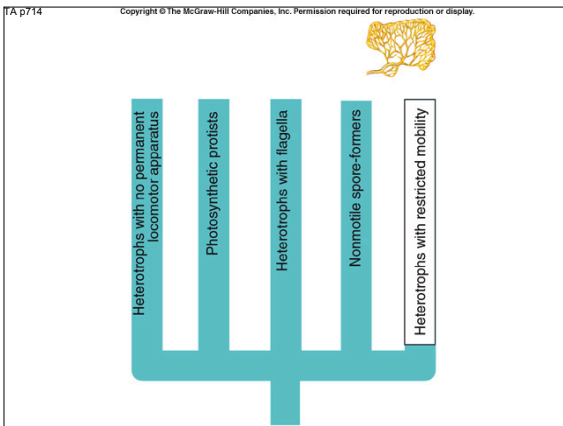 TA p714
Copyright © The McGraw-Hill Companies, Inc. Permission required for reproduction or display.
Heterotrophs with no permanent
locomotor apparatus
Photosynthetic protists
Heterotrophs with flagella
Nonmotile spore-formers
Heterotrophs with restricted mobility